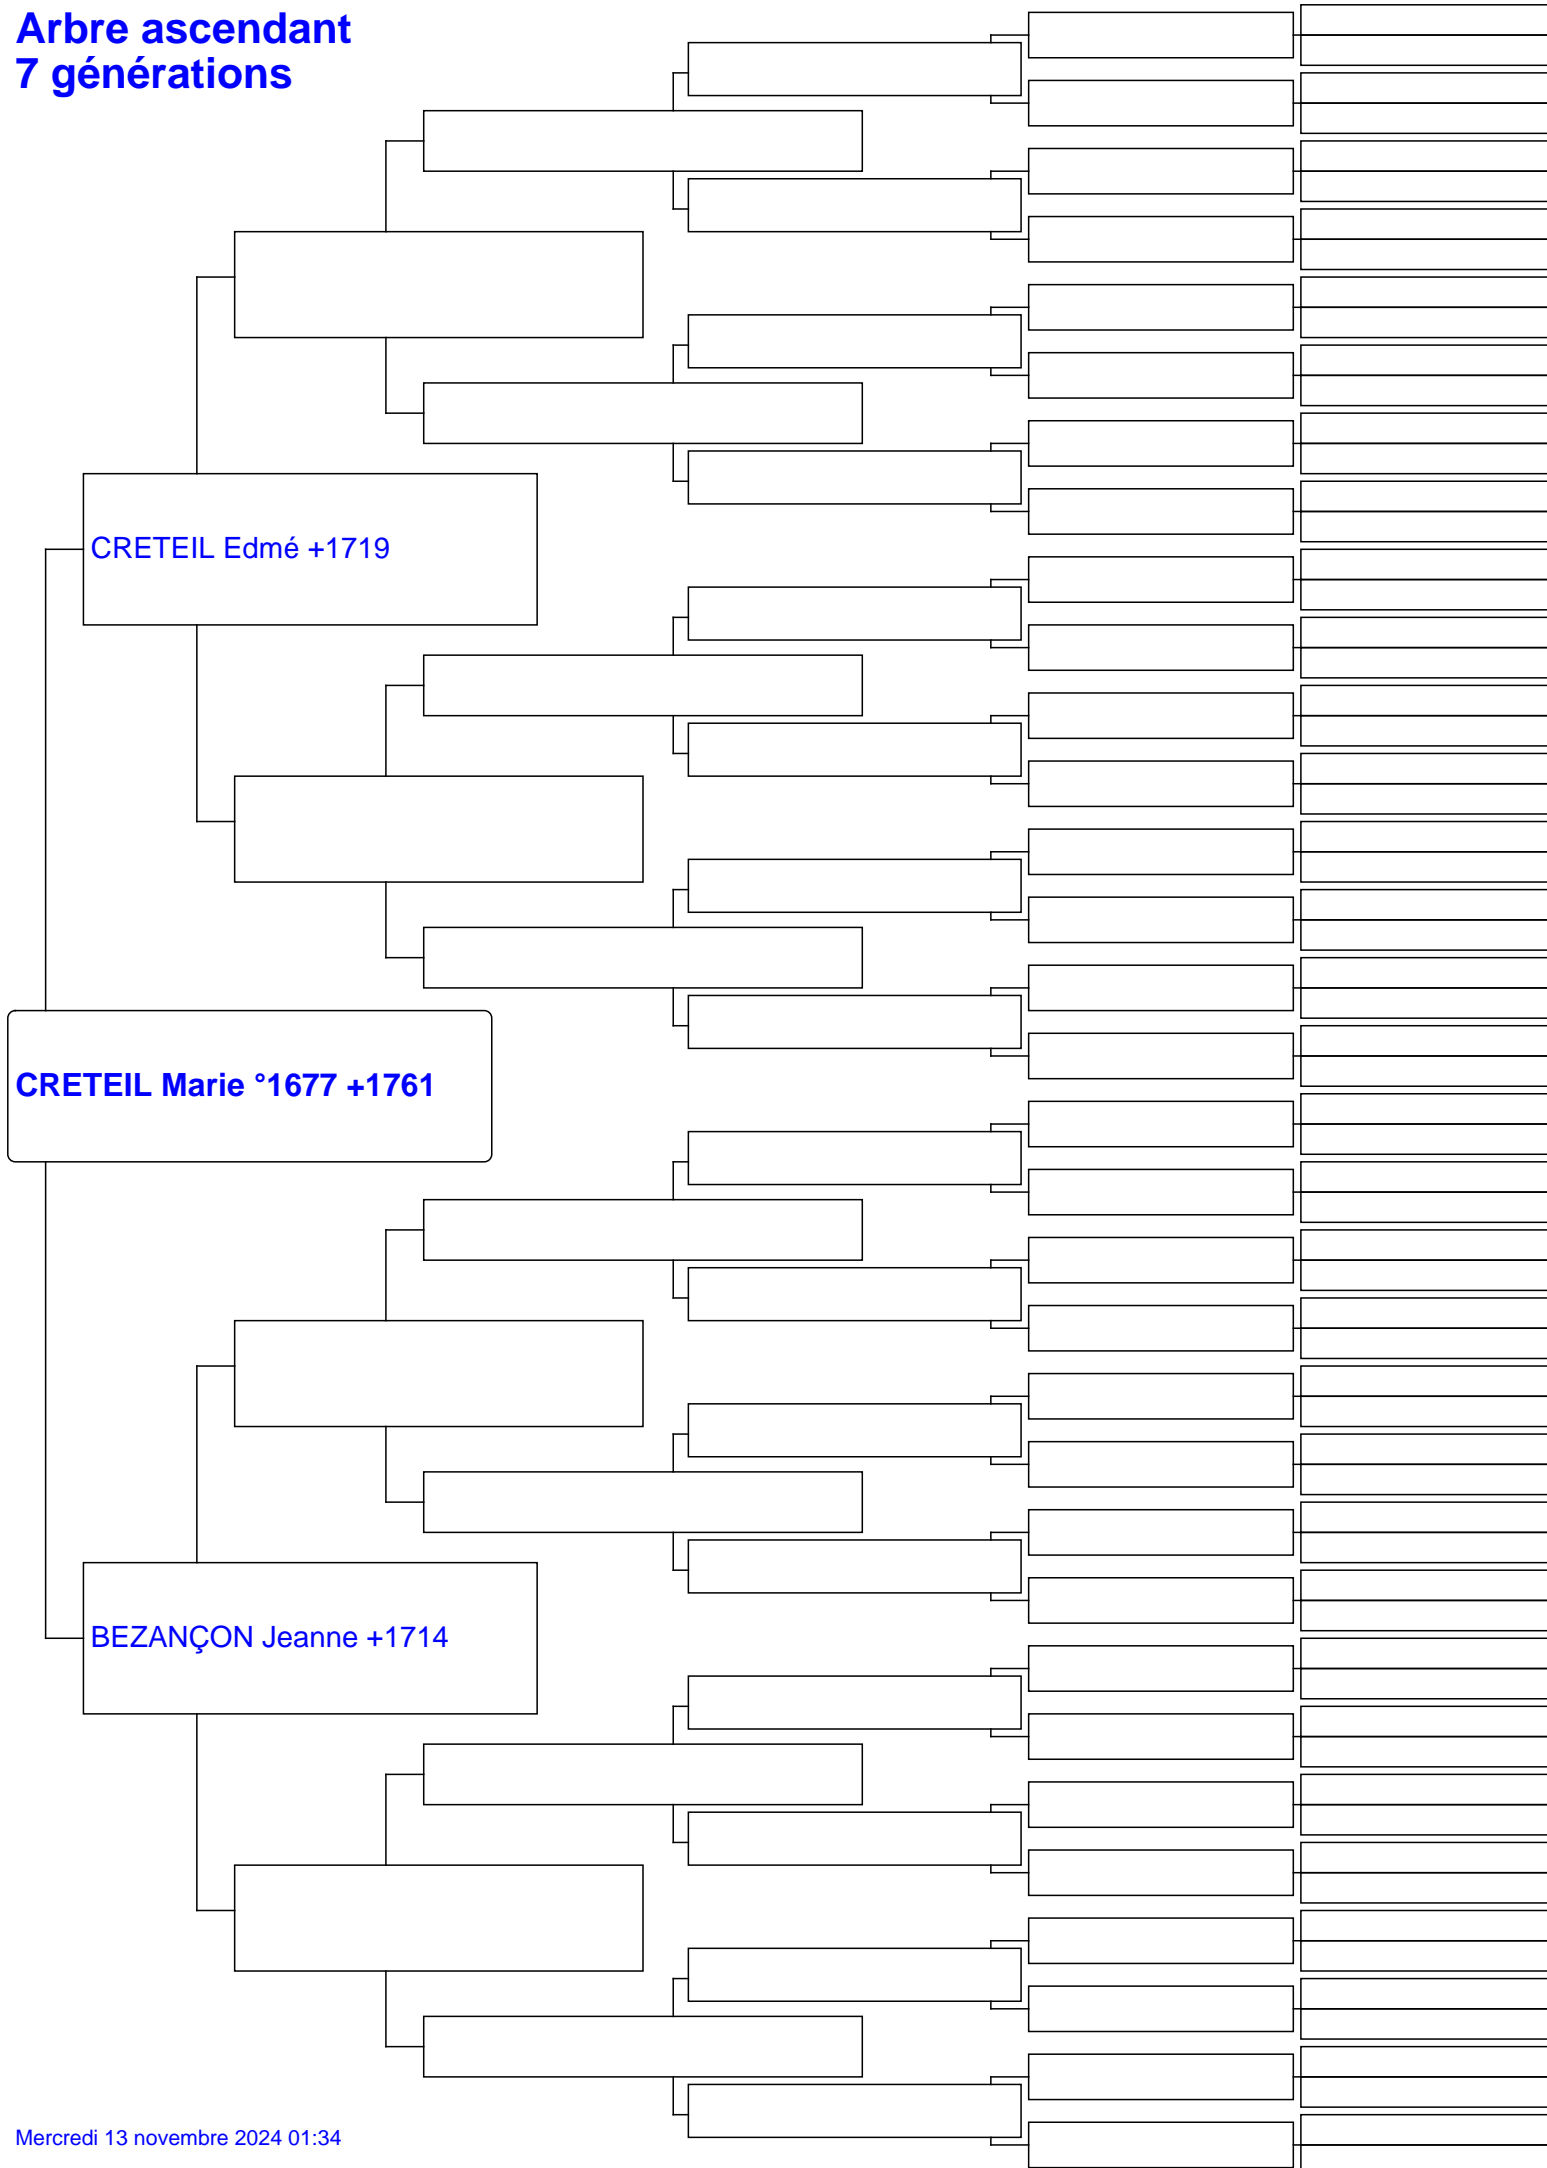 Arbre ascendant
7 générations
CRETEIL Edmé +1719
CRETEIL Marie °1677 +1761
BEZANÇON Jeanne +1714
Mercredi 13 novembre 2024 01:34